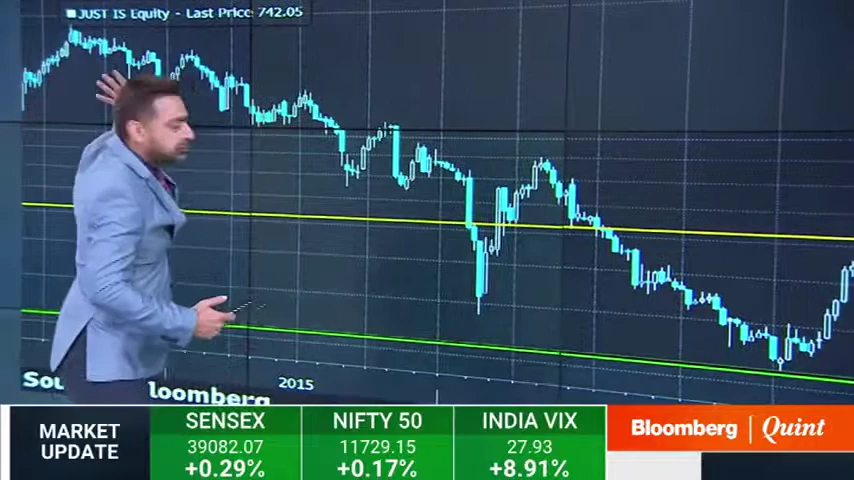 JUST IS Equity - Last Price 742.05
2015
loomberg
MARKET
UPDATE
SENSEX
39082.07
+0.29%
NIFTY 50
11729.15
+0.17%
INDIA VIX
27.93
+8.91%
Bloomberg | Quint